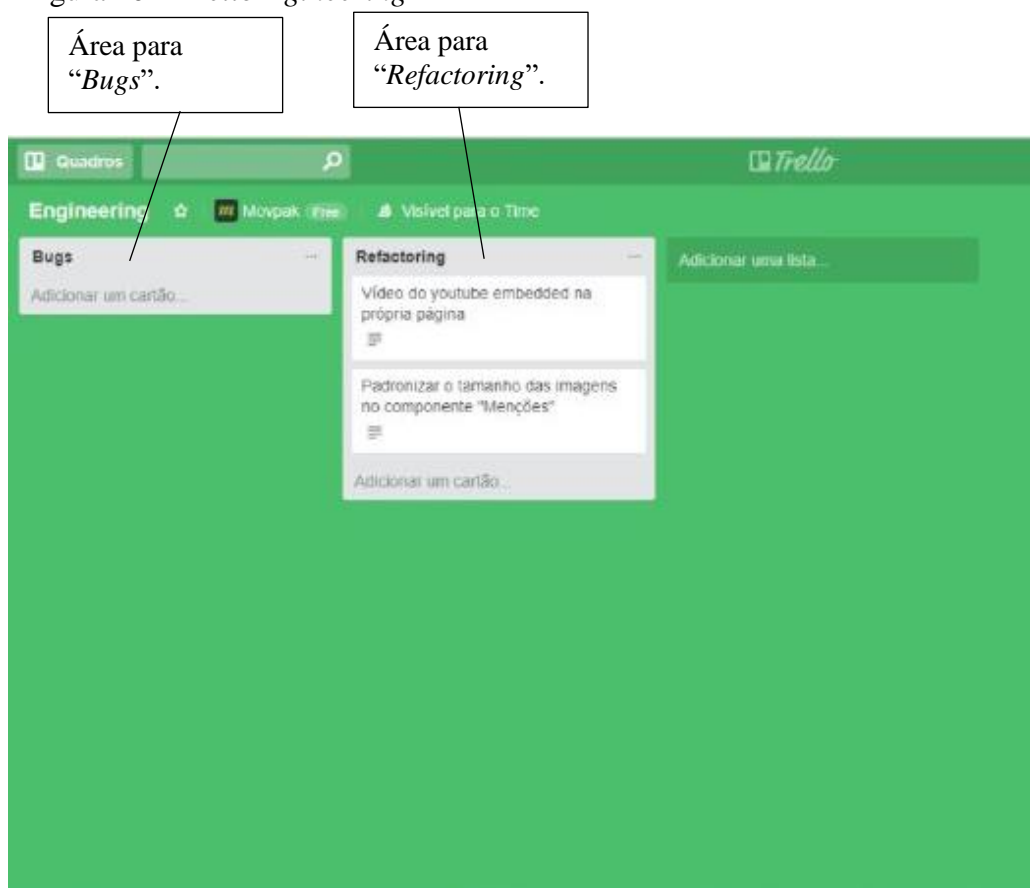 Área para
“Bugs”.
Área para
“Refactoring”.
Quadros
Trello
Engineering
Movpak Free
Visível para o Time
Bugs
Adicionar um cartão...
Refactoring
Vídeo do youtube embedded na
própria página
Padronizar o tamanho das imagens
no componente "Menções"
Adicionar um cartão...
Adicionar uma lista...